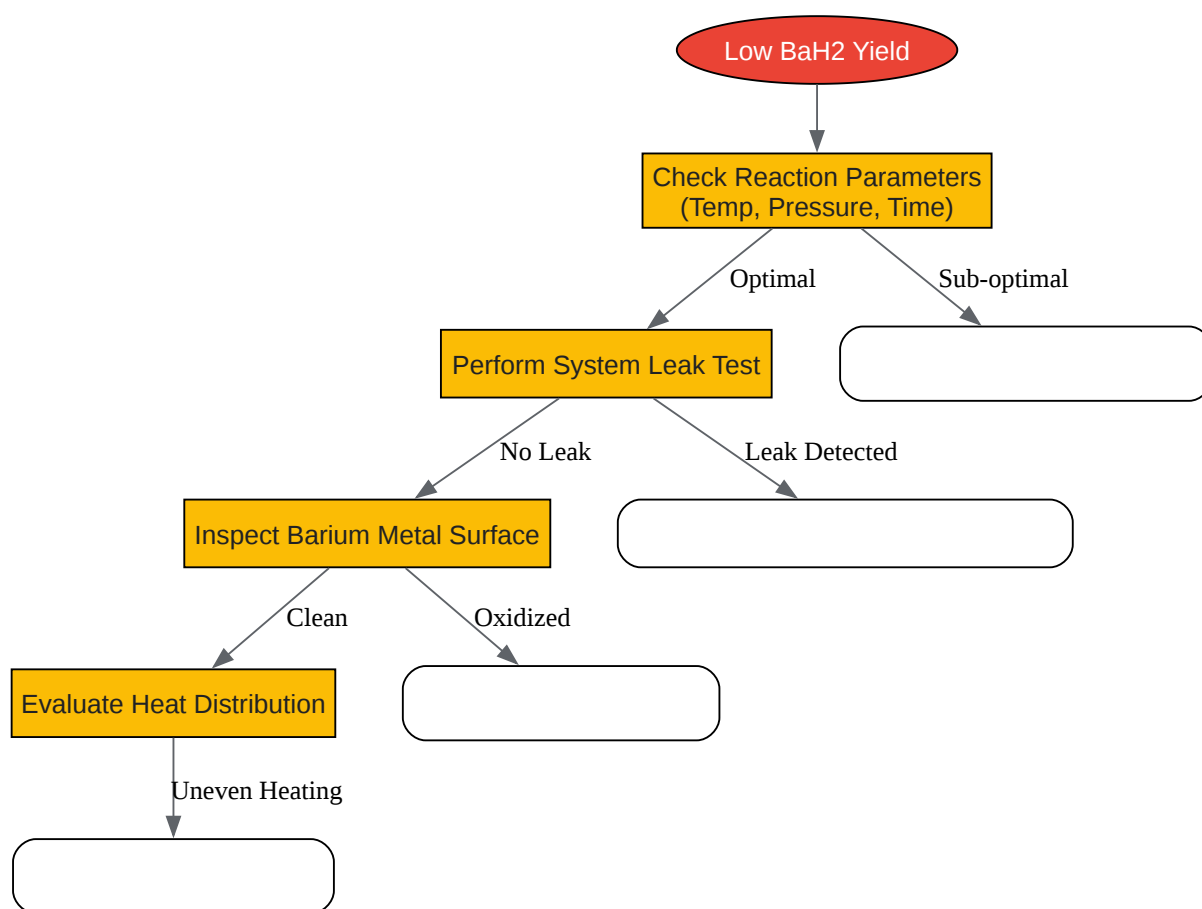 Low BaH2 Yield
Check Reaction Parameters
(Temp, Pressure, Time)
Optimal
Sub-optimal
Perform System Leak Test
No Leak
Leak Detected
Inspect Barium Metal Surface
Clean
Oxidized
Evaluate Heat Distribution
Uneven Heating